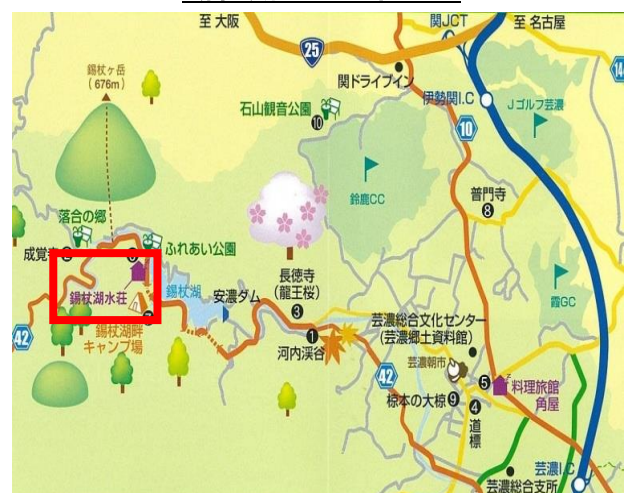 至 大阪
関JCT
至 名古屋
25
錫杖ヶ岳
(676m)
関ドライブイン
伊勢関I.C
Jゴルフ芸濃
石山観音公園
⑩
10
鈴鹿CC
普門寺
❽
落合の郷
成覚寺
ふれあい公園
錫杖湖水荘
錫杖湖
安濃ダム
長徳寺
(龍王桜)
❸
霞GC
錫杖湖畔
キャンプ場
42
❶
河内渓谷
芸濃総合文化センター
(芸濃郷土資料館)
芸濃朝市
42
❺
料理旅館
角屋
椋本の大椋❾
❹
道標
芸濃I.C
芸濃総合支所